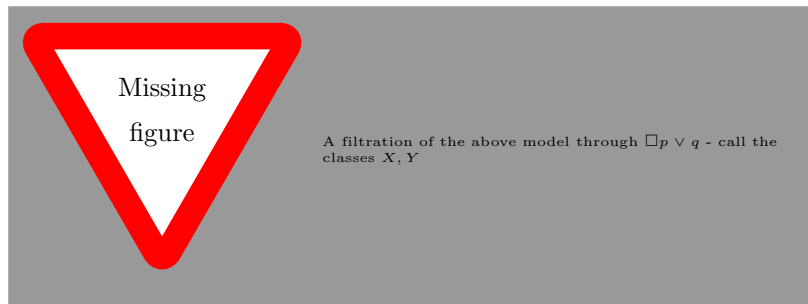 Missing
figure
A filtration of the above model through □p ∨ q - call the
classes X, Y